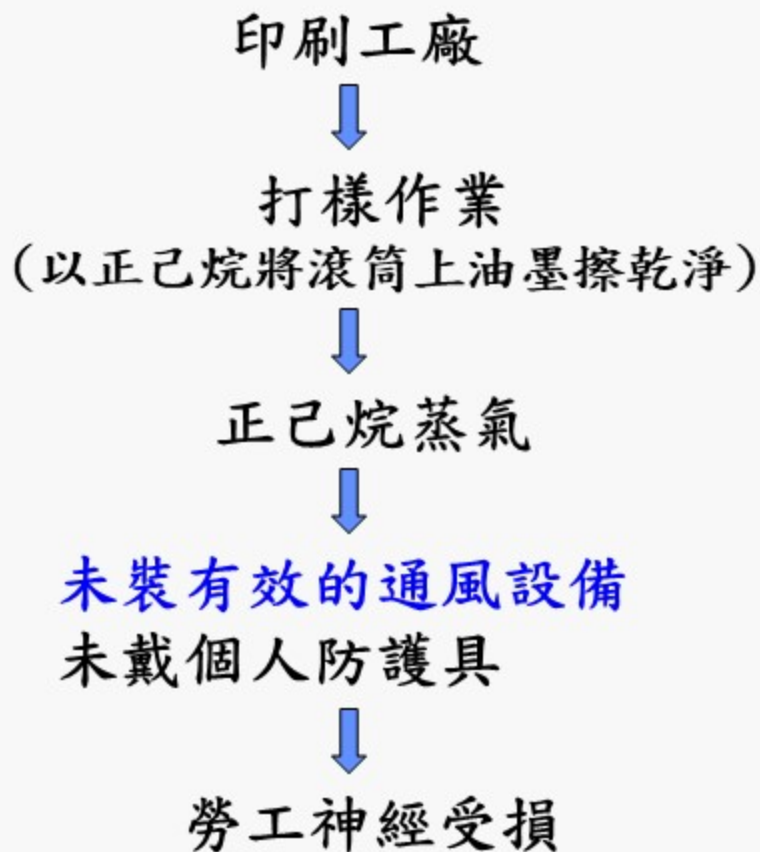 印刷工廠
打樣作業
（以正己烷將滾筒上油墨擦乾淨）
正己烷蒸氣
未裝有效的通風設備
未戴個人防護具
勞工神經受損